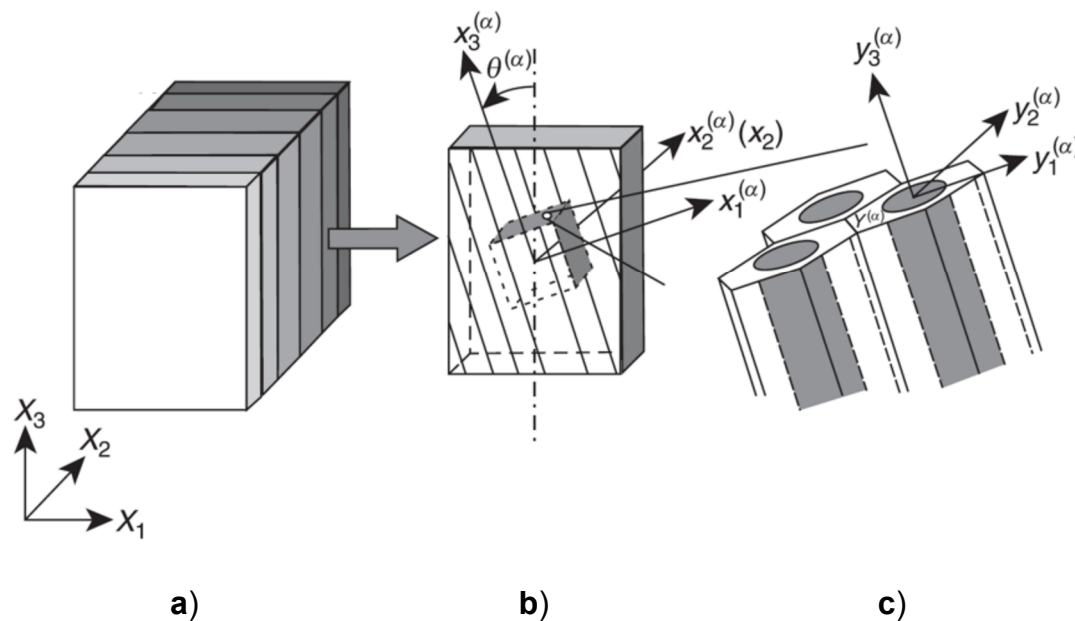 x₃⁽ᵅ⁾
θ⁽ᵅ⁾
x₂⁽ᵅ⁾(x₂)
x₁⁽ᵅ⁾
y₃⁽ᵅ⁾
y₂⁽ᵅ⁾
y₁⁽ᵅ⁾
Y⁽ᵅ⁾
X₃
X₂
X₁
a)
b)
c)